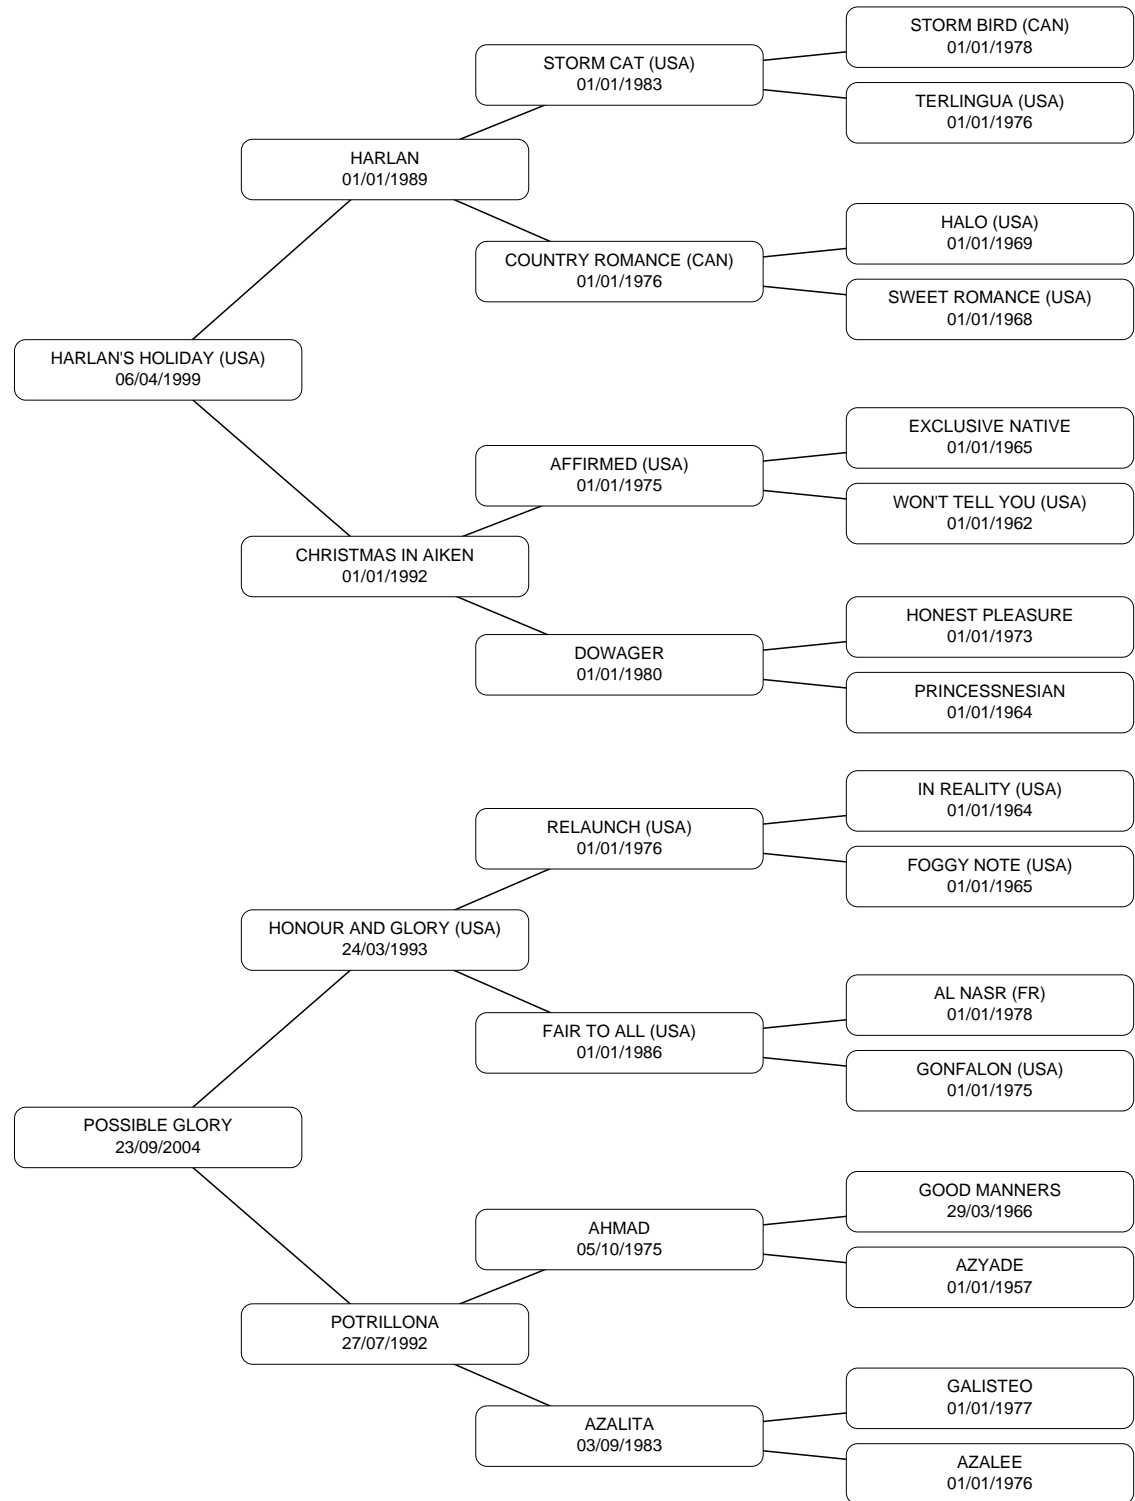 STORM BIRD (CAN)
01/01/1978
STORM CAT (USA)
01/01/1983
TERLINGUA (USA)
01/01/1976
HARLAN
01/01/1989
HALO (USA)
01/01/1969
COUNTRY ROMANCE (CAN)
01/01/1976
SWEET ROMANCE (USA)
01/01/1968
HARLAN'S HOLIDAY (USA)
06/04/1999
EXCLUSIVE NATIVE
01/01/1965
AFFIRMED (USA)
01/01/1975
WON'T TELL YOU (USA)
01/01/1962
CHRISTMAS IN AIKEN
01/01/1992
HONEST PLEASURE
01/01/1973
DOWAGER
01/01/1980
PRINCESSNESIAN
01/01/1964
IN REALITY (USA)
01/01/1964
RELAUNCH (USA)
01/01/1976
FOGGY NOTE (USA)
01/01/1965
HONOUR AND GLORY (USA)
24/03/1993
AL NASR (FR)
01/01/1978
FAIR TO ALL (USA)
01/01/1986
GONFALON (USA)
01/01/1975
POSSIBLE GLORY
23/09/2004
GOOD MANNERS
29/03/1966
AHMAD
05/10/1975
AZYADE
01/01/1957
POTRILLONA
27/07/1992
GALISTEO
01/01/1977
AZALITA
03/09/1983
AZALEE
01/01/1976